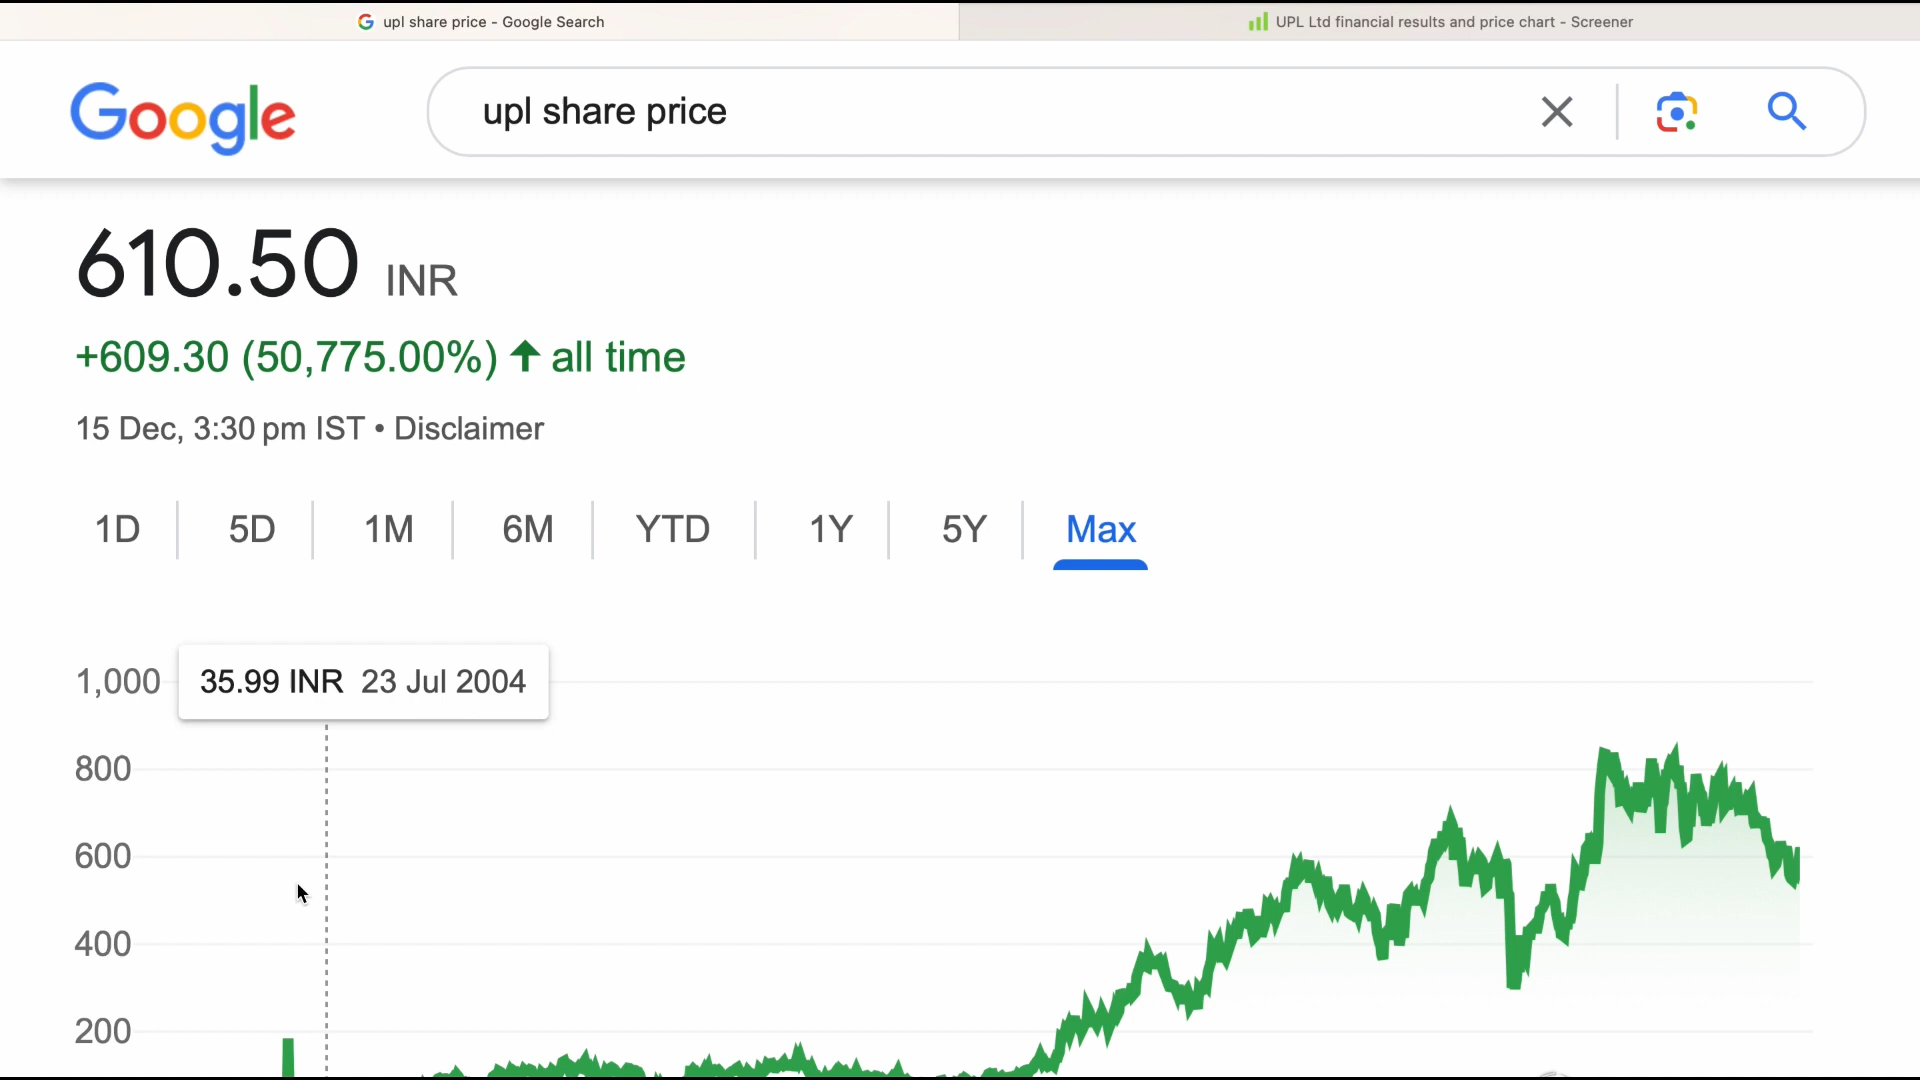 upl share price - Google Search
UPL Ltd financial results and price chart - Screener
Google
upl share price
610.50 INR
+609.30 (50,775.00%) ↑ all time
15 Dec, 3:30 pm IST • Disclaimer
1D 5D 1M 6M YTD 1Y 5Y Max
1,000
35.99 INR 23 Jul 2004
800
600
400
200